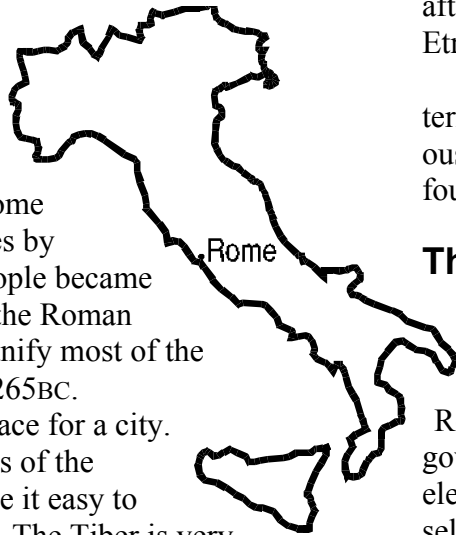 ome
es by
ople became
the Roman
nify most of the
265BC.
ace for a city.
s of the
e it easy to
The Tiber is very
Rome
aft
Etr
ter
ous
fou
Th
R
gov
ele
sel